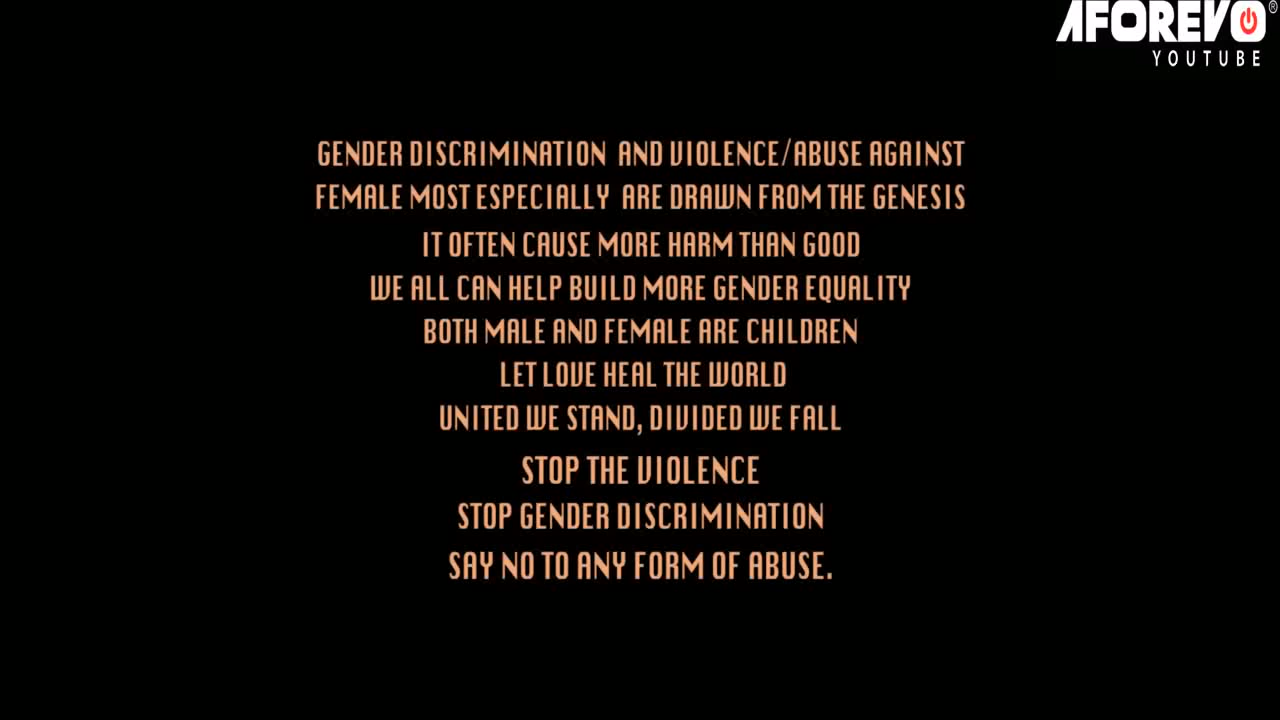 AFOREVO®
YOUTUBE
GENDER DISCRIMINATION AND VIOLENCE/ABUSE AGAINST
FEMALE MOST ESPECIALLY ARE DRAWN FROM THE GENESIS
IT OFTEN CAUSE MORE HARM THAN GOOD
WE ALL CAN HELP BUILD MORE GENDER EQUALITY
BOTH MALE AND FEMALE ARE CHILDREN
LET LOVE HEAL THE WORLD
UNITED WE STAND, DIVIDED WE FALL
STOP THE VIOLENCE
STOP GENDER DISCRIMINATION
SAY NO TO ANY FORM OF ABUSE.